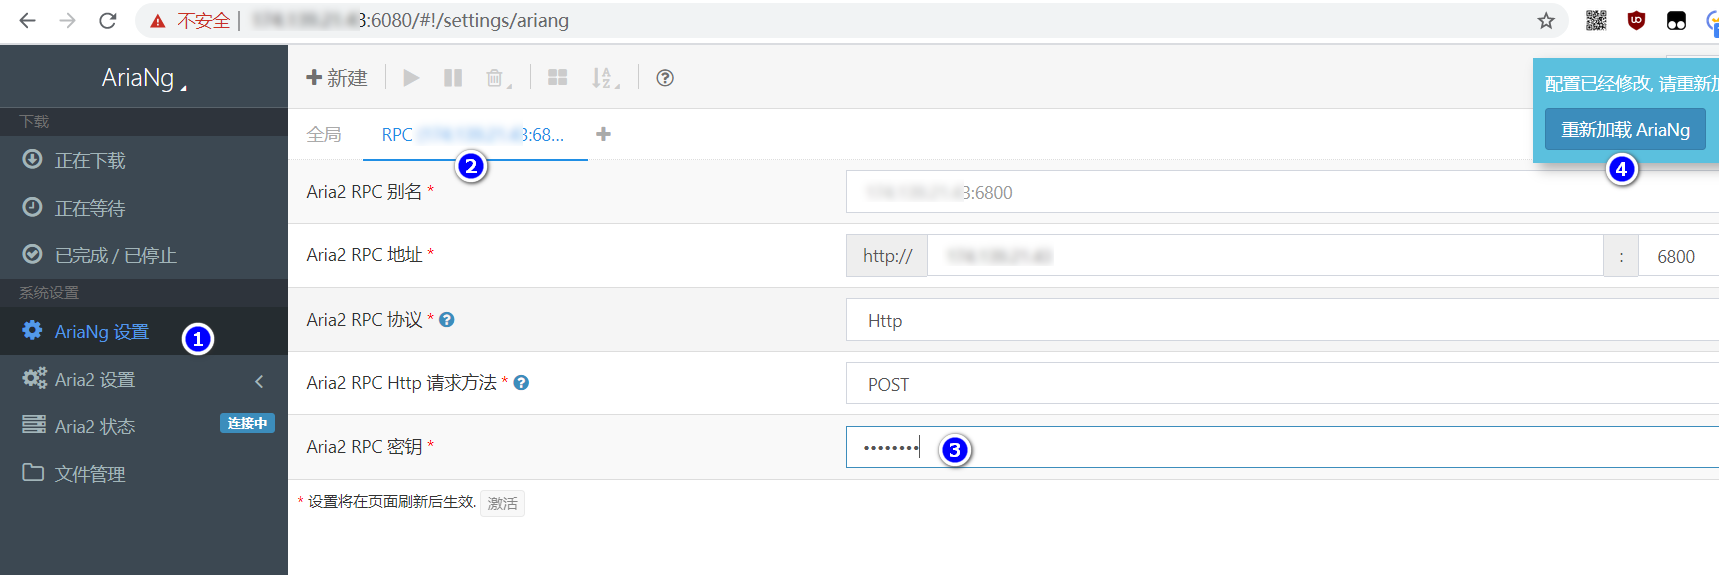 不安全 | 3:6080/#!/settings/ariang
AriaNg
新建
配置已经修改, 请重新加
重新加载 AriaNg
4
下载
全局 RPC 3:68...
2
正在下载
正在等待
已完成 / 已停止
系统设置
AriaNg 设置
1
Aria2 设置
Aria2 状态 连接中
文件管理
Aria2 RPC 别名 * 3:6800
Aria2 RPC 地址 * http:// : 6800
Aria2 RPC 协议 * Http
Aria2 RPC Http 请求方法 * POST
Aria2 RPC 密钥 * ••••••••
3
* 设置将在页面刷新后生效. 激活